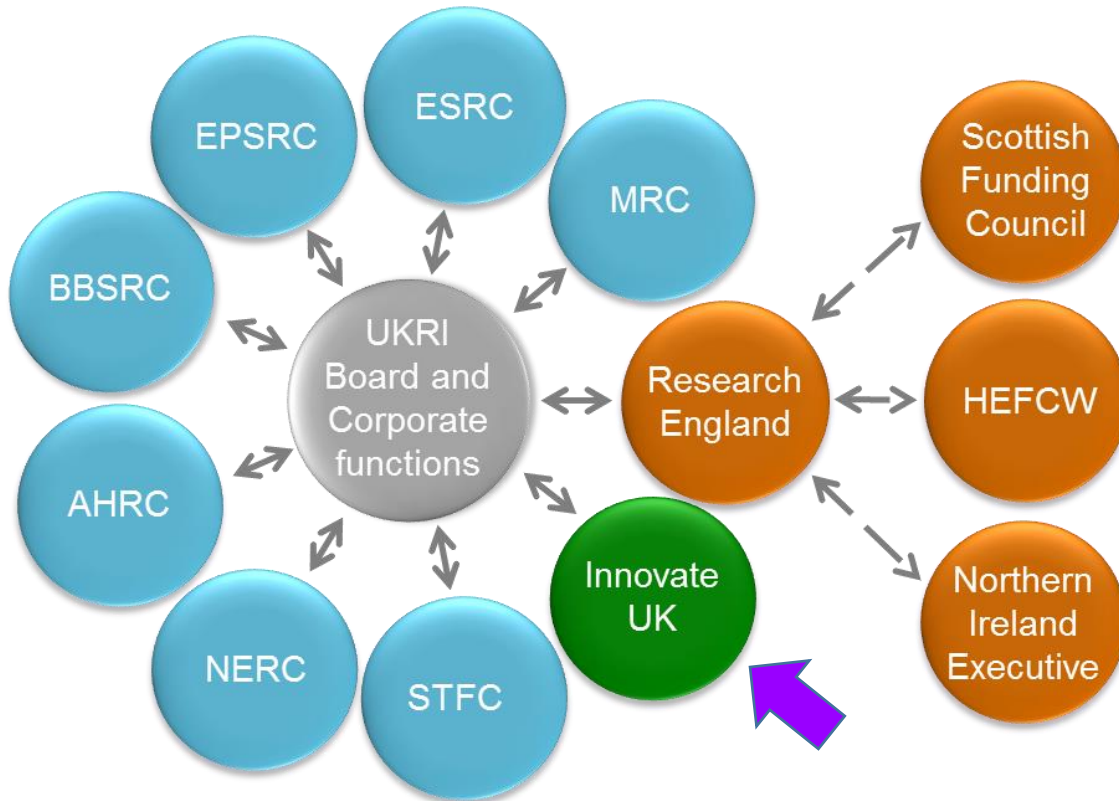 ESRC
EPSRC
MRC
BBSRC
UKRI
Board and
Corporate
functions
AHRC
NERC
STFC
Innovate
UK
Research
England
Scottish
Funding
Council
HEFCW
Northern
Ireland
Executive